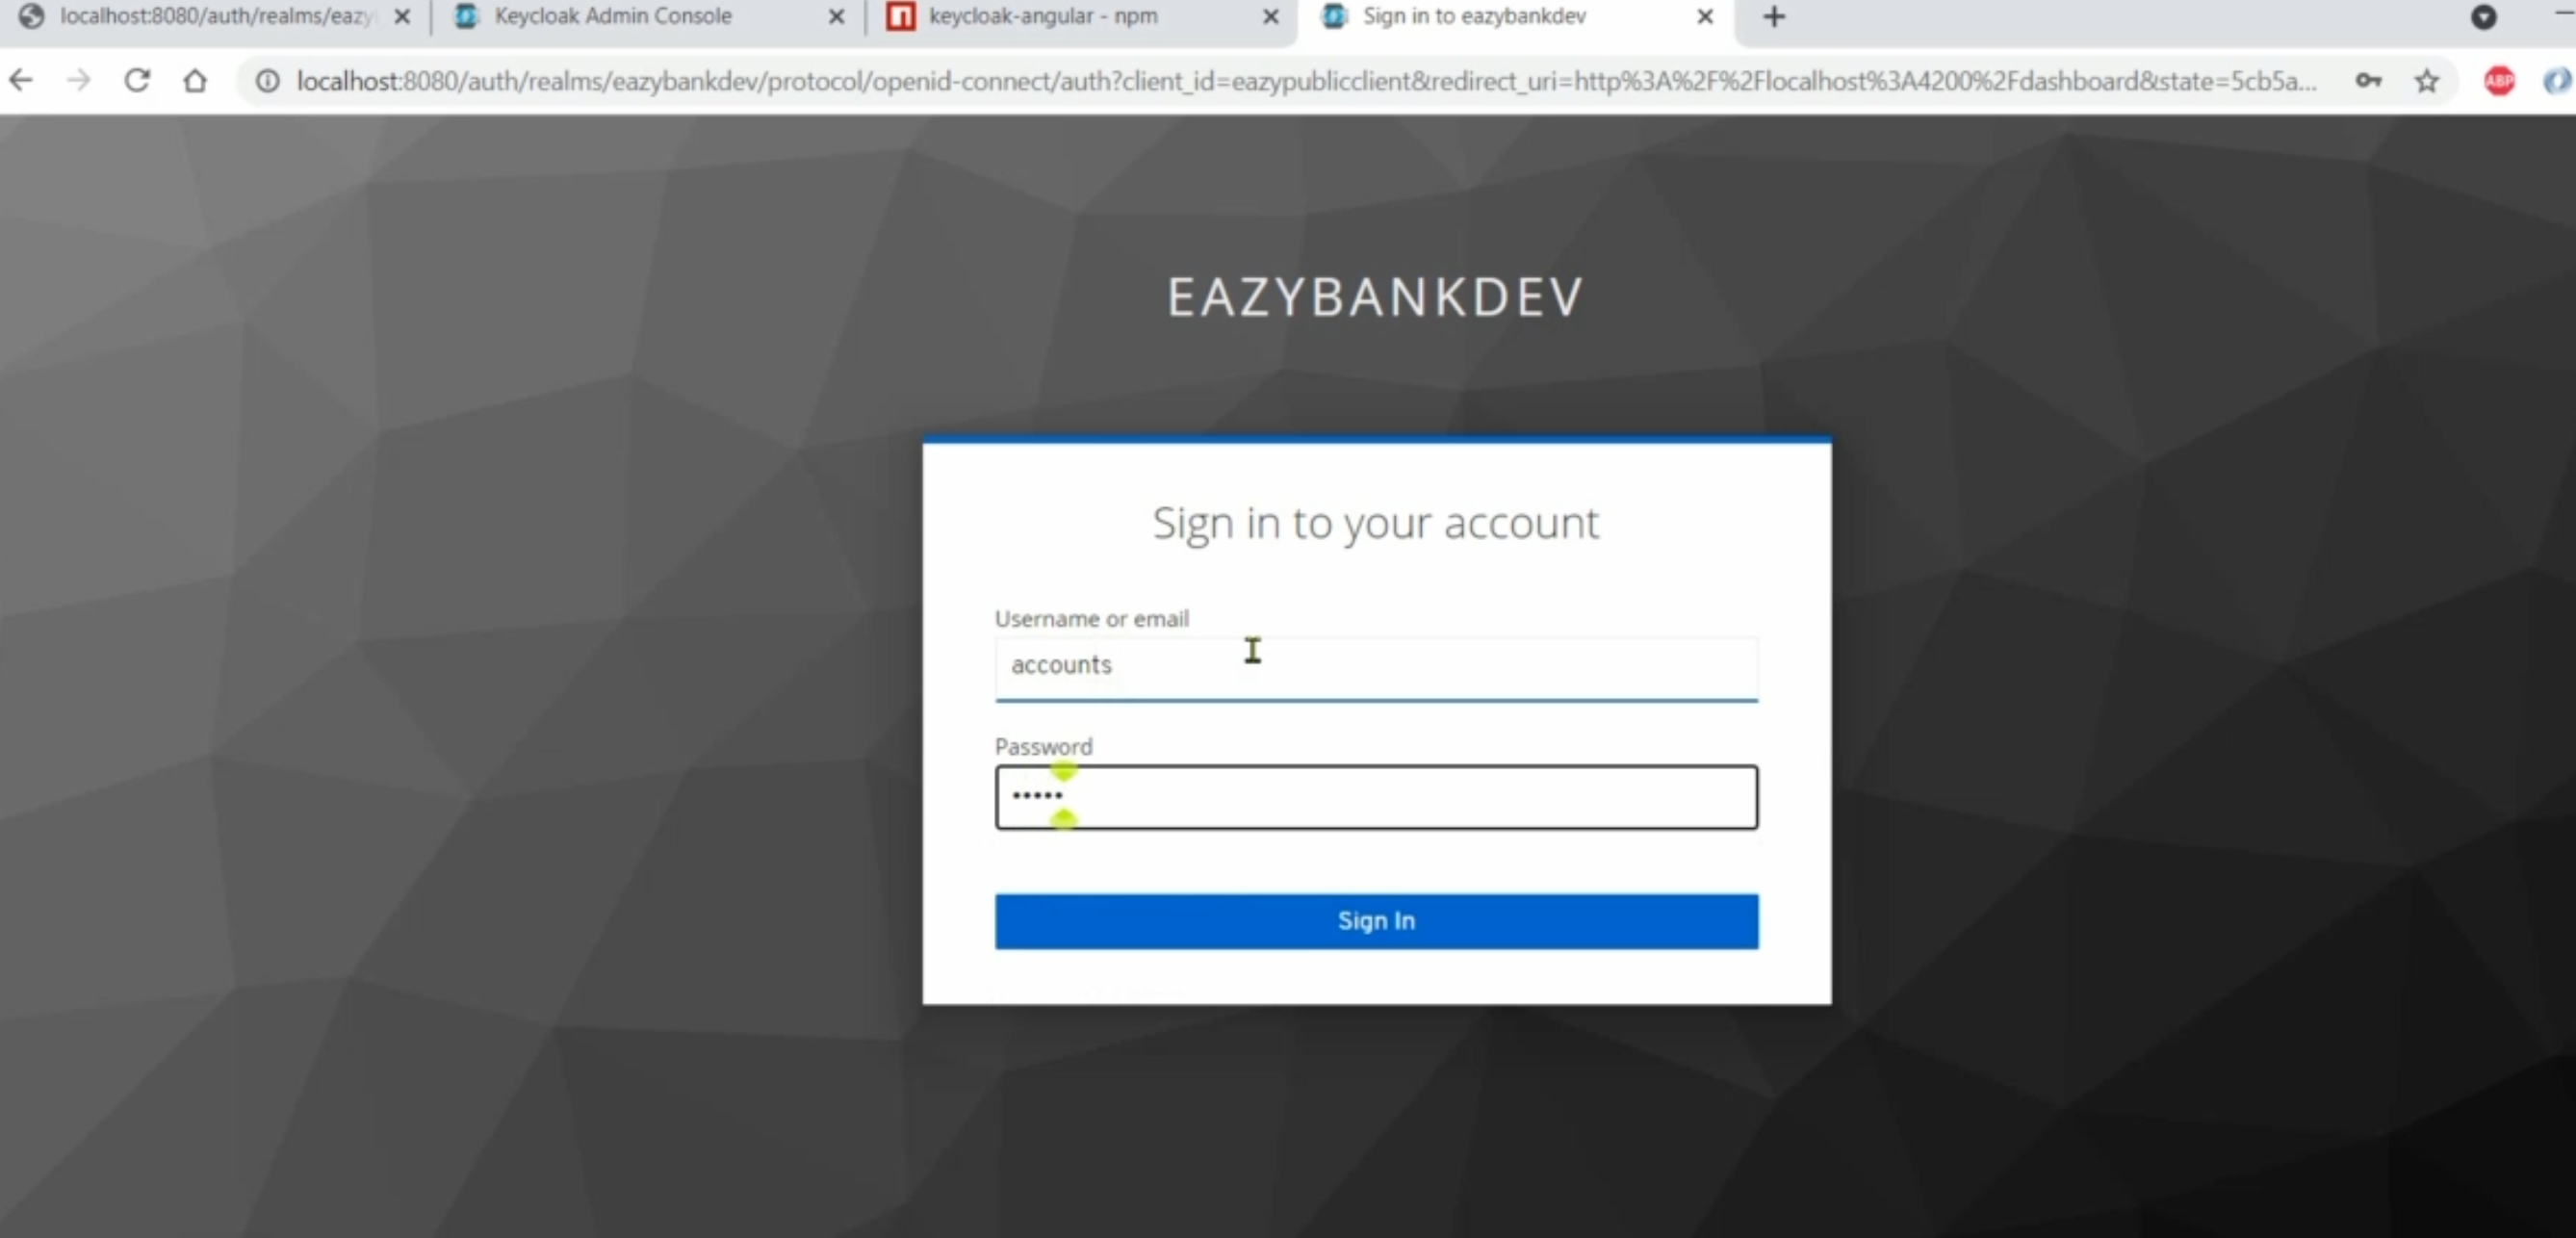 localhost:8080/auth/realms/eazy
Keycloak Admin Console
keycloak-angular - npm
Sign in to eazybankdev
localhost:8080/auth/realms/eazybankdev/protocol/openid-connect/auth?client_id=eazypublicclient&redirect_uri=http%3A%2F%2Flocalhost%3A4200%2Fdashboard&state=5cb5a...
ABP
EAZYBANKDEV
Sign in to your account
Username or email
accounts
Password
•••••
Sign In